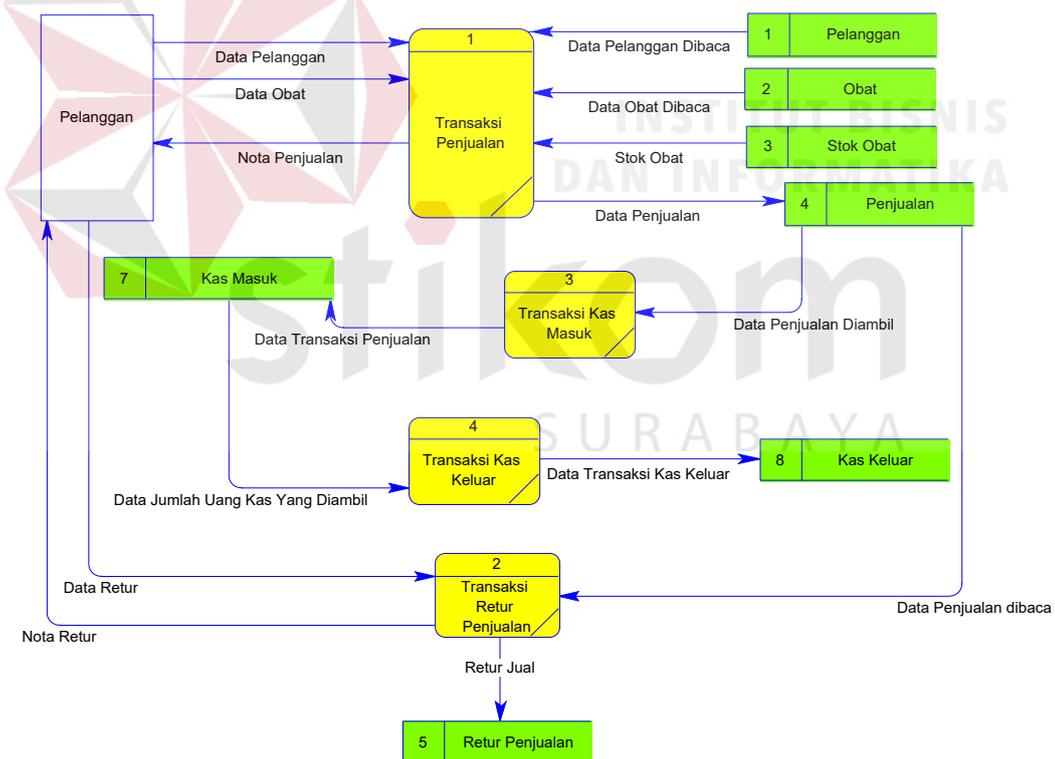 Pelanggan
Data Pelanggan
Data Obat
Nota Penjualan
1
Transaksi
Penjualan
Data Pelanggan Dibaca
1 Pelanggan
Data Obat Dibaca
2 Obat
Stok Obat
3 Stok Obat
Data Penjualan
4 Penjualan
INSTITUT BISNIS
DAN INFORMATIKA
stikom
SURABAYA
7 Kas Masuk
Data Transaksi Penjualan
3
Transaksi Kas
Masuk
Data Penjualan Diambil
4
Transaksi Kas
Keluar
Data Transaksi Kas Keluar
8 Kas Keluar
Data Jumlah Uang Kas Yang Diambil
2
Transaksi
Retur
Penjualan
Data Retur
Data Penjualan dibaca
Nota Retur
Retur Jual
5 Retur Penjualan